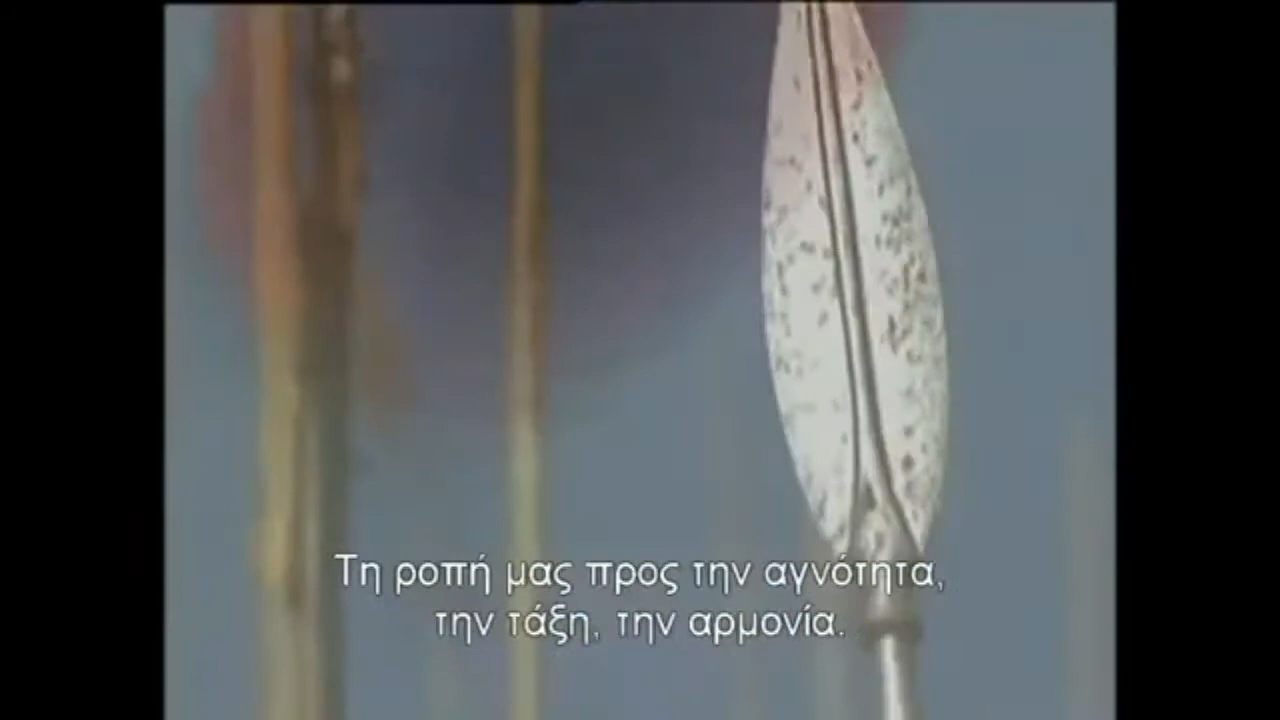 Τη ροπή μας προς την αγνότητα,
την τάξη, την αρμονία.